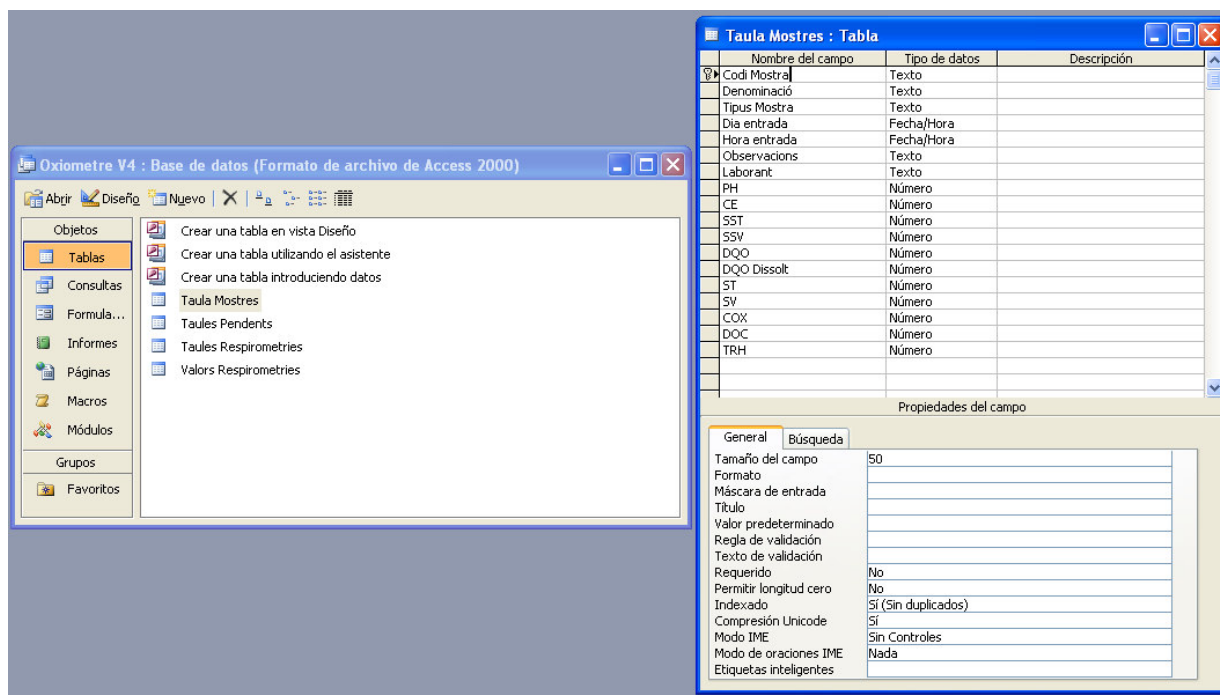 Oxiometre V4 : Base de datos (Formato de archivo de Access 2000)
Abrir Diseño Nuevo
Objetos
Tablas
Consultas
Formula...
Informes
Páginas
Macros
Módulos
Grupos
Favoritos
Crear una tabla en vista Diseño
Crear una tabla utilizando el asistente
Crear una tabla introduciendo datos
Taula Mostres
Taules Pendents
Taules Respirometries
Valors Respirometries
Taula Mostres : Tabla
Nombre del campo Tipo de datos Descripción
Codi Mostra Texto
Denominació Texto
Tipus Mostra Texto
Dia entrada Fecha/Hora
Hora entrada Fecha/Hora
Observacions Texto
Laborant Texto
PH Número
CE Número
SST Número
SSV Número
DQO Número
DQO Dissolt Número
ST Número
SV Número
COX Número
DOC Número
TRH Número
Propiedades del campo
General Búsqueda
Tamaño del campo 50
Formato
Máscara de entrada
Título
Valor predeterminado
Regla de validación
Texto de validación
Requerido No
Permitir longitud cero No
Indexado Sí (Sin duplicados)
Compresión Unicode Sí
Modo IME Sin Controles
Modo de oraciones IME Nada
Etiquetas inteligentes